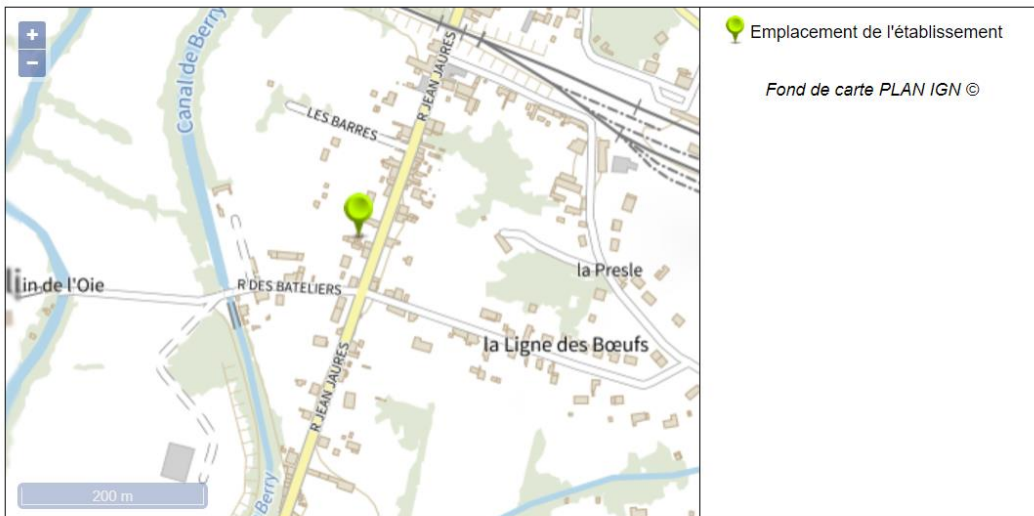 +
−
Canal de Berry
R JEAN JAURES
LES BARRES
la Presle
in de l'Oie
R DES BATELIERS
la Ligne des Bœufs
R JEAN JAURES
200 m
Berry
Emplacement de l'établissement
Fond de carte PLAN IGN ©